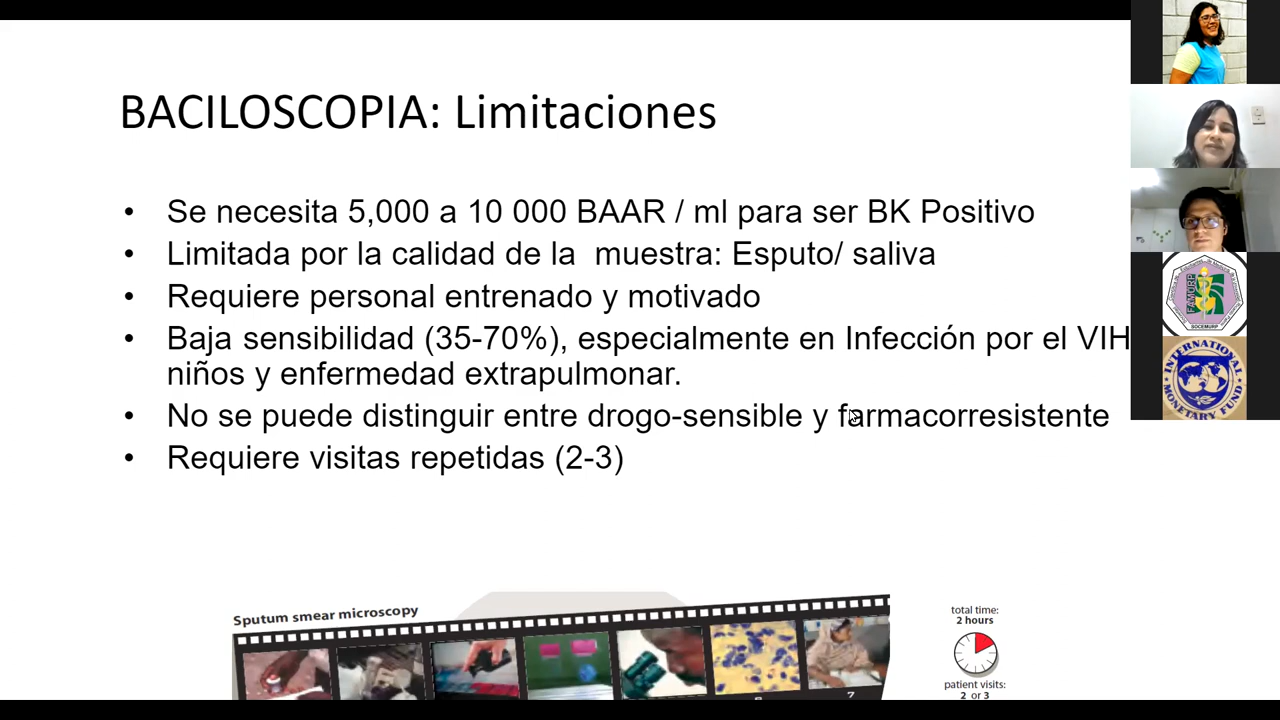 BACILOSCOPIA: Limitaciones
• Se necesita 5,000 a 10 000 BAAR / ml para ser BK Positivo
• Limitada por la calidad de la muestra: Esputo/ saliva
• Requiere personal entrenado y motivado
• Baja sensibilidad (35-70%), especialmente en Infección por el VIH
niños y enfermedad extrapulmonar.
• No se puede distinguir entre drogo-sensible y farmacorresistente
• Requiere visitas repetidas (2-3)
Sputum smear microscopy
7
total time:
2 hours
patient visits:
2 or 3
FAMURP
SOCEMURP
INTERNATIONAL
MONETARY FUND